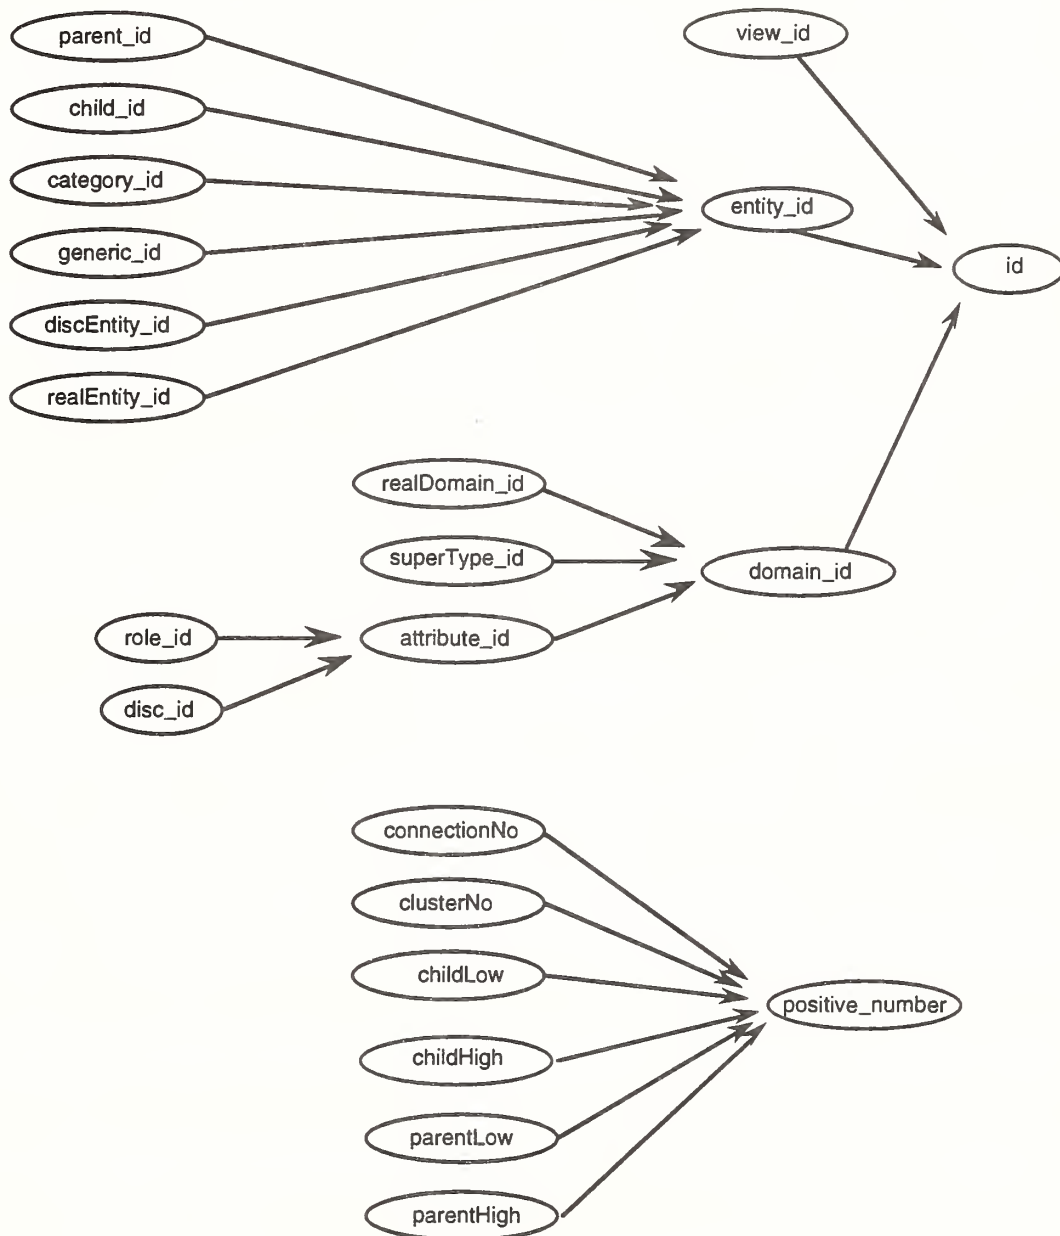 parent_id
view_id
child_id
category_id
entity_id
generic_id
id
discEntity_id
realEntity_id
realDomain_id
superType_id
domain_id
role_id
attribute_id
disc_id
connectionNo
clusterNo
childLow
positive_number
childHigh
parentLow
parentHigh